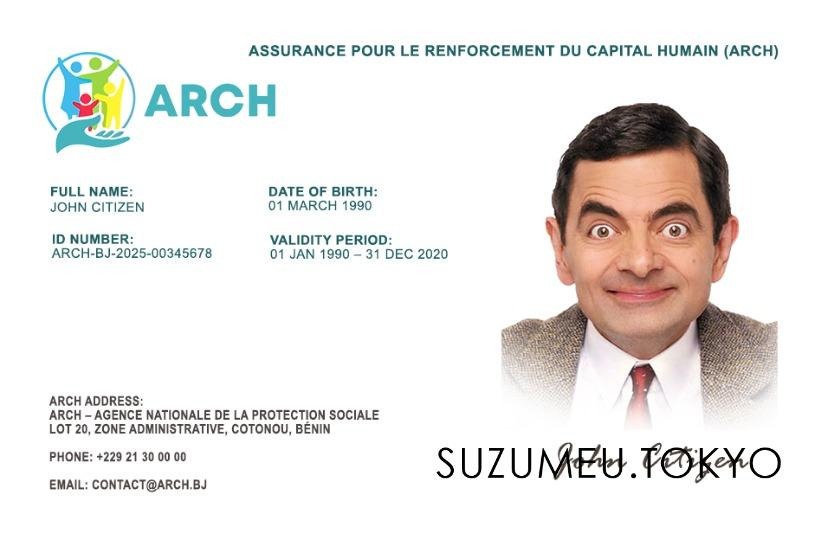 ASSURANCE POUR LE RENFORCEMENT DU CAPITAL HUMAIN (ARCH)
ARCH
FULL NAME:
JOHN CITIZEN
DATE OF BIRTH:
01 MARCH 1990
ID NUMBER:
ARCH-BJ-2025-00345678
VALIDITY PERIOD:
01 JAN 1990 – 31 DEC 2020
ARCH ADDRESS:
ARCH – AGENCE NATIONALE DE LA PROTECTION SOCIALE
LOT 20, ZONE ADMINISTRATIVE, COTONOU, BÉNIN
PHONE: +229 21 30 00 00
EMAIL: CONTACT@ARCH.BJ
John Citizen
SUZUMEU.TOKYO